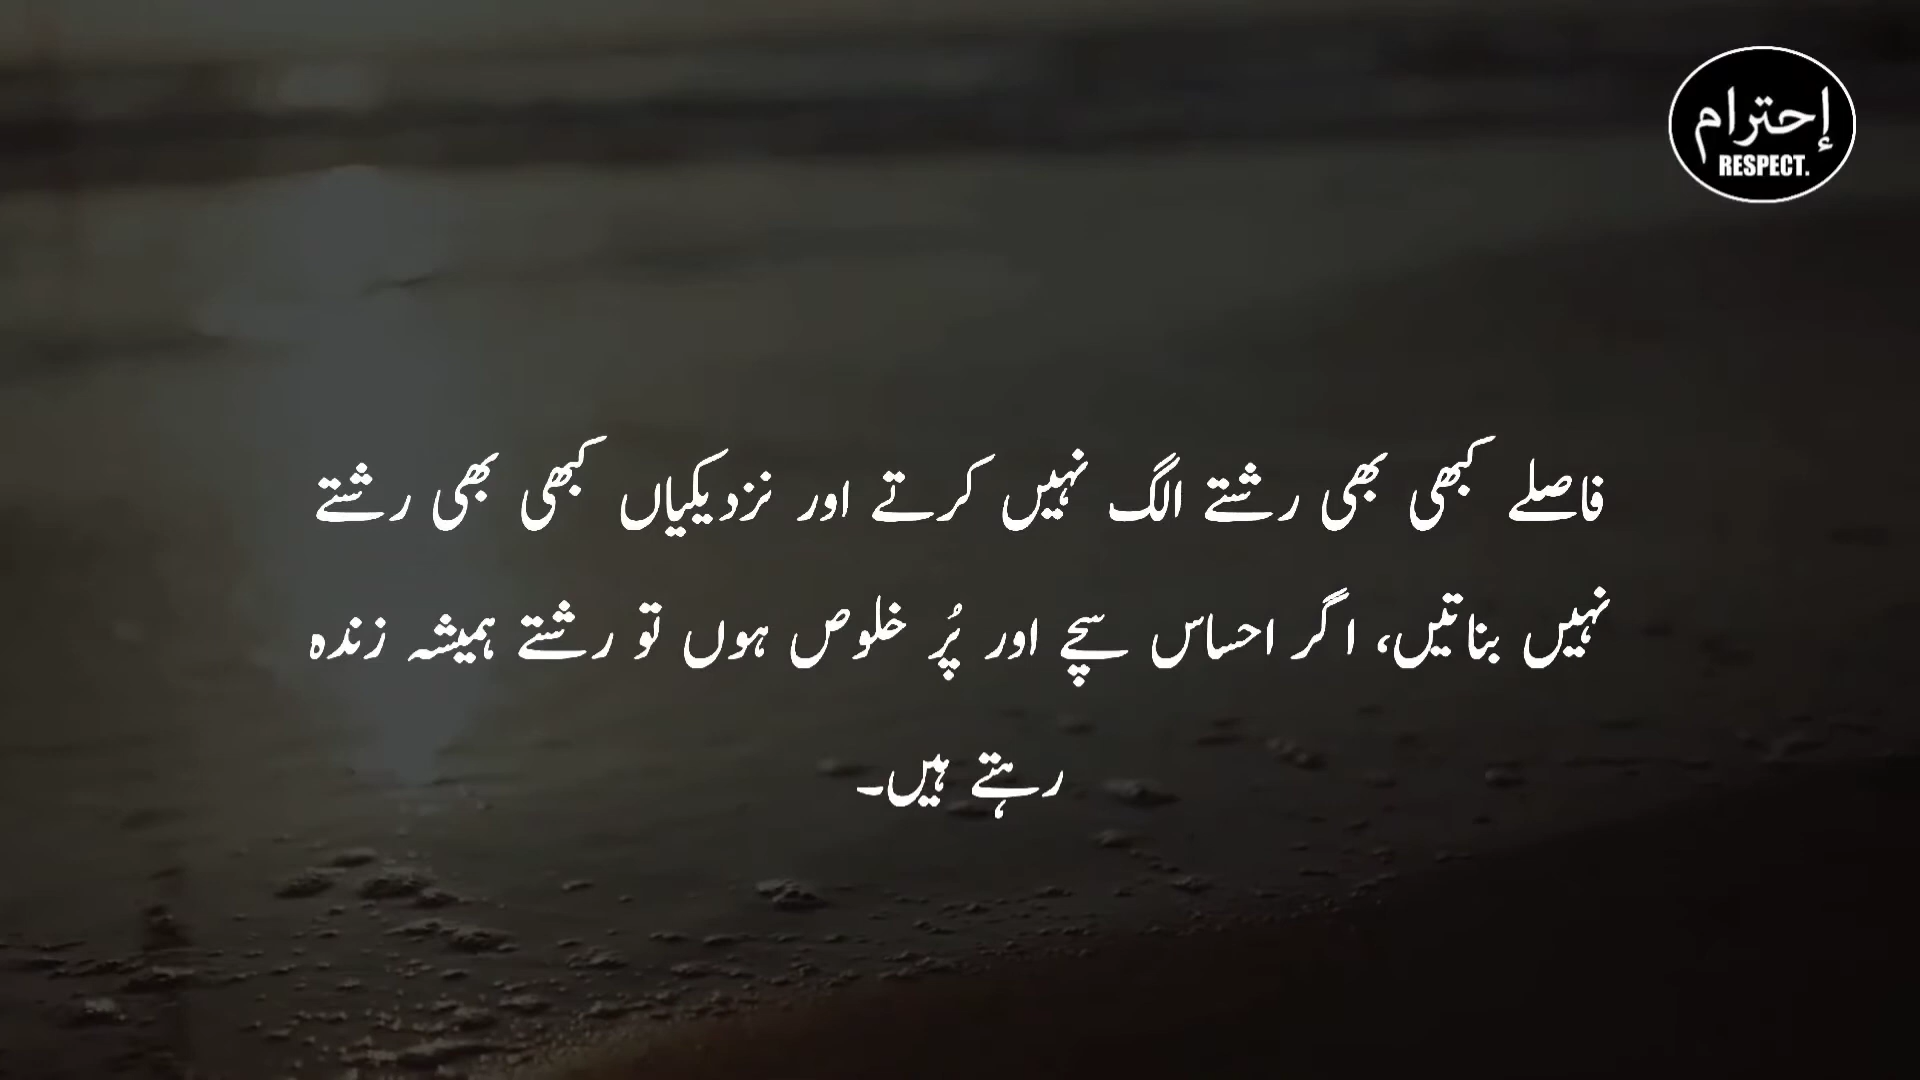 إحترام
RESPECT.
فاصلے کبھی بھی رشتے الگ نہیں کرتے اور نزدیکیاں کبھی بھی رشتے
نہیں بناتیں، اگر احساس سچے اور پُر خلوص ہوں تو رشتے ہمیشہ زندہ
رہتے ہیں۔